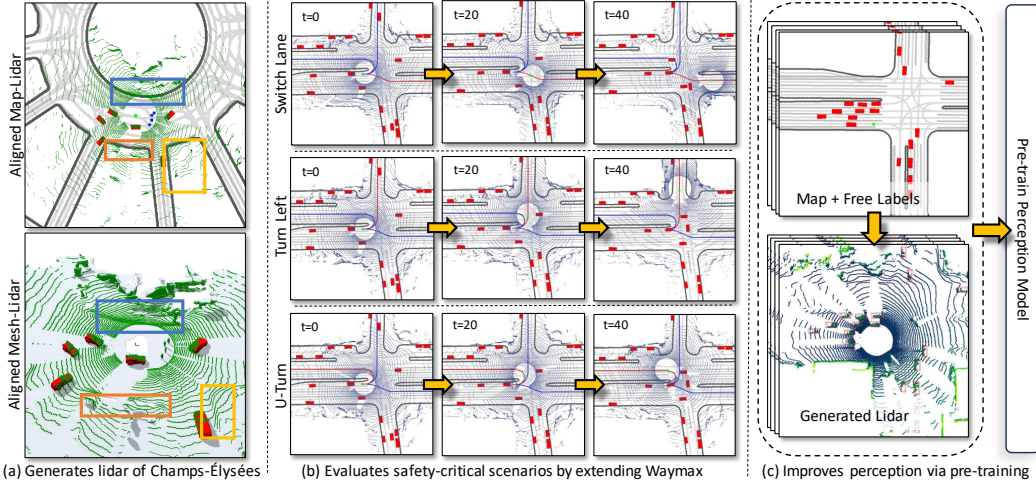 Aligned Map-Lidar
Aligned Mesh-Lidar
(a) Generates lidar of Champs-Élysées
Switch Lane
t=0
t=20
t=40
Turn Left
t=0
t=20
t=40
U-Turn
t=0
t=20
t=40
(b) Evaluates safety-critical scenarios by extending Waymax
Map + Free Labels
Generated Lidar
Pre-train Perception Model
(c) Improves perception via pre-training